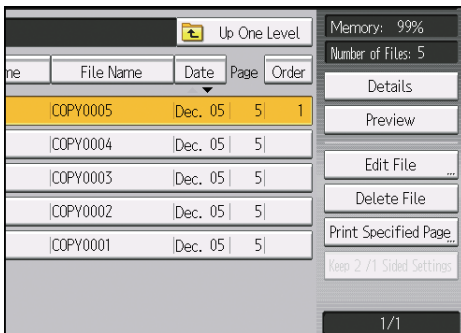 Up One Level
Memory: 99%
Number of Files: 5
me File Name Date Page Order
Details
COPY0005 Dec. 05 5 1
Preview
COPY0004 Dec. 05 5
Edit File ...
COPY0003 Dec. 05 5
Delete File
COPY0002 Dec. 05 5
Print Specified Page...
COPY0001 Dec. 05 5
Keep 2 /1 Sided Settings
1/1